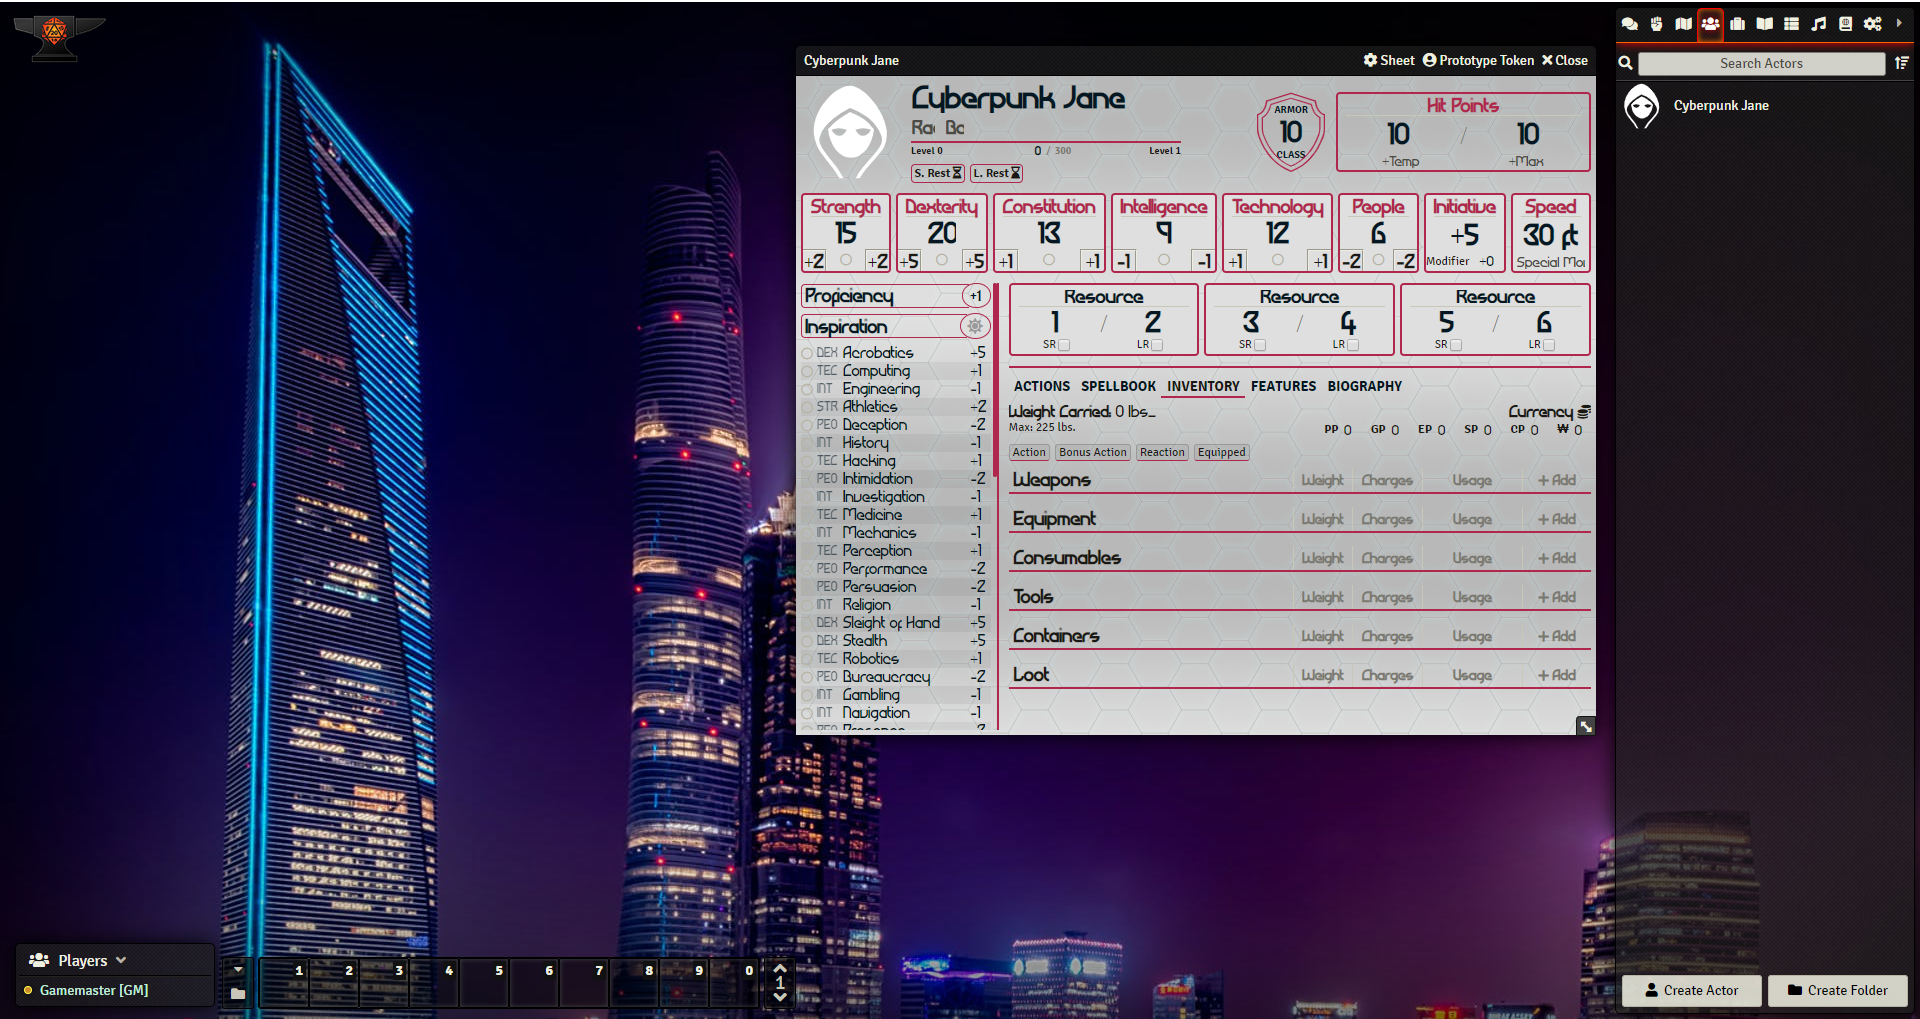 Cyberpunk Jane
Sheet Prototype Token Close
Cyberpunk Jane
Level 0 0 / 300 Level 1
S. Rest L. Rest
ARMOR
10
CLASS
Hit Points
10 / 10
+Temp +Max
Strength
15
+2 +2
Dexterity
20
+5 +5
Constitution
13
+1 +1
Intelligence
9
-1 -1
Technology
12
+1 +1
People
6
-2 -2
Initiative
+5
Modifier +0
Speed
30 ft
Special Mo
Proficiency +1
Inspiration
DEX Acrobatics +5
TEC Computing +1
INT Engineering -1
STR Athletics +2
PEO Deception -2
INT History -1
TEC Hacking +1
PEO Intimidation -2
INT Investigation -1
TEC Medicine +1
INT Mechanics -1
TEC Perception +1
PEO Performance -2
PEO Persuasion -2
INT Religion -1
DEX Sleight of Hand +5
DEX Stealth +5
TEC Robotics +1
PEO Bureaucracy -2
INT Gambling -1
INT Navigation -1
Resource
1 / 2
SR LR
Resource
3 / 4
SR LR
Resource
5 / 6
SR LR
ACTIONS SPELLBOOK INVENTORY FEATURES BIOGRAPHY
Weight Carried: 0 lbs_
Max: 225 lbs.
Currency
PP 0 GP 0 EP 0 SP 0 CP 0 ₩ 0
Action Bonus Action Reaction Equipped
Weapons Weight Charges Usage + Add
Equipment Weight Charges Usage + Add
Consumables Weight Charges Usage + Add
Tools Weight Charges Usage + Add
Containers Weight Charges Usage + Add
Loot Weight Charges Usage + Add
Search Actors
Cyberpunk Jane
Create Actor Create Folder
Players
Gamemaster [GM]
1 2 3 4 5 6 7 8 9 0
1